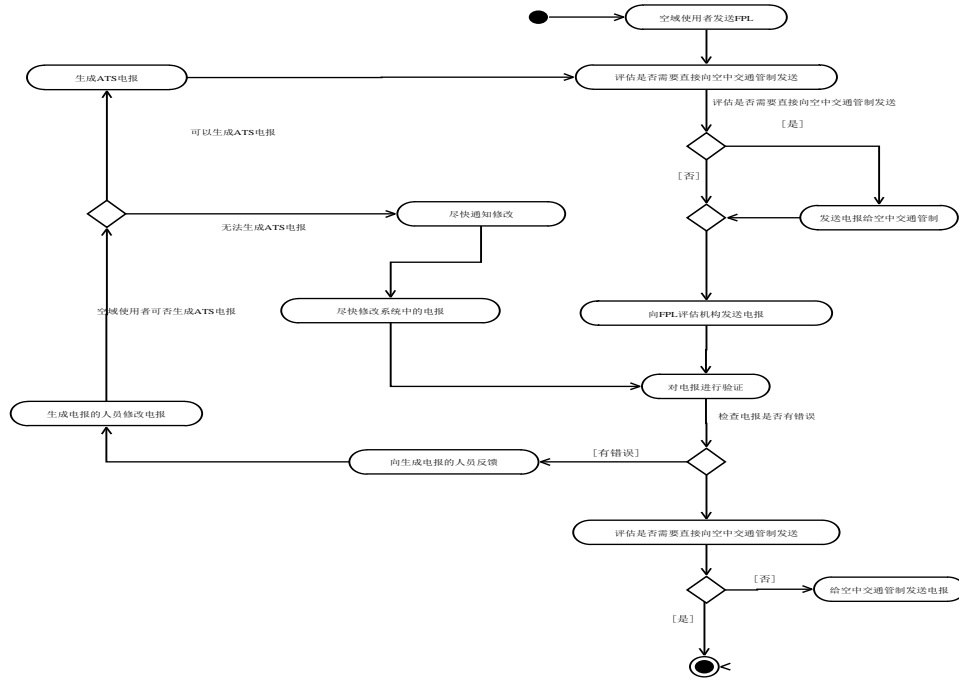 空域使用者发送FPL
生成ATS电报
评估是否需要直接向空中交通管制发送
评估是否需要直接向空中交通管制发送
[是]
可以生成ATS电报
[否]
尽快通知修改
发送电报给空中交通管制
无法生成ATS电报
空域使用者可否生成ATS电报
尽快修改系统中的电报
向FPL评估机构发送电报
对电报进行验证
生成电报的人员修改电报
检查电报是否有错误
[有错误]
向生成电报的人员反馈
评估是否需要直接向空中交通管制发送
[否]
给空中交通管制发送电报
[是]